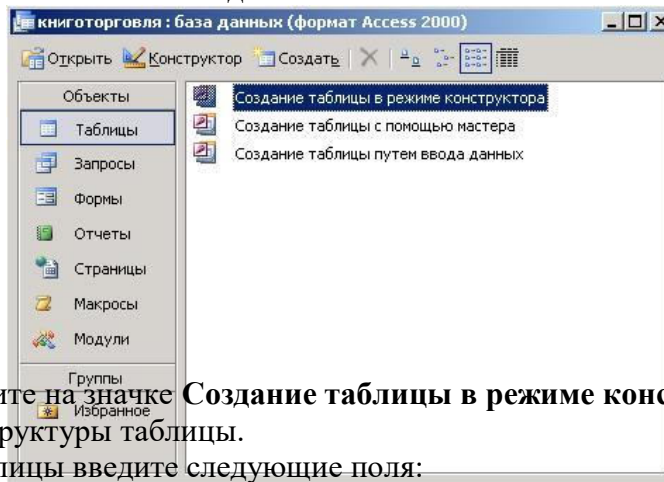 книготорговля : база данных (формат Access 2000)
Открыть Конструктор Создать
Объекты
Таблицы
Запросы
Формы
Отчеты
Страницы
Макросы
Модули
Группы
Избранное
Создание таблицы в режиме конструктора
Создание таблицы с помощью мастера
Создание таблицы путем ввода данных
ите на значке Создание таблицы в режиме конс
руктуры таблицы.
лицы введите следующие поля: